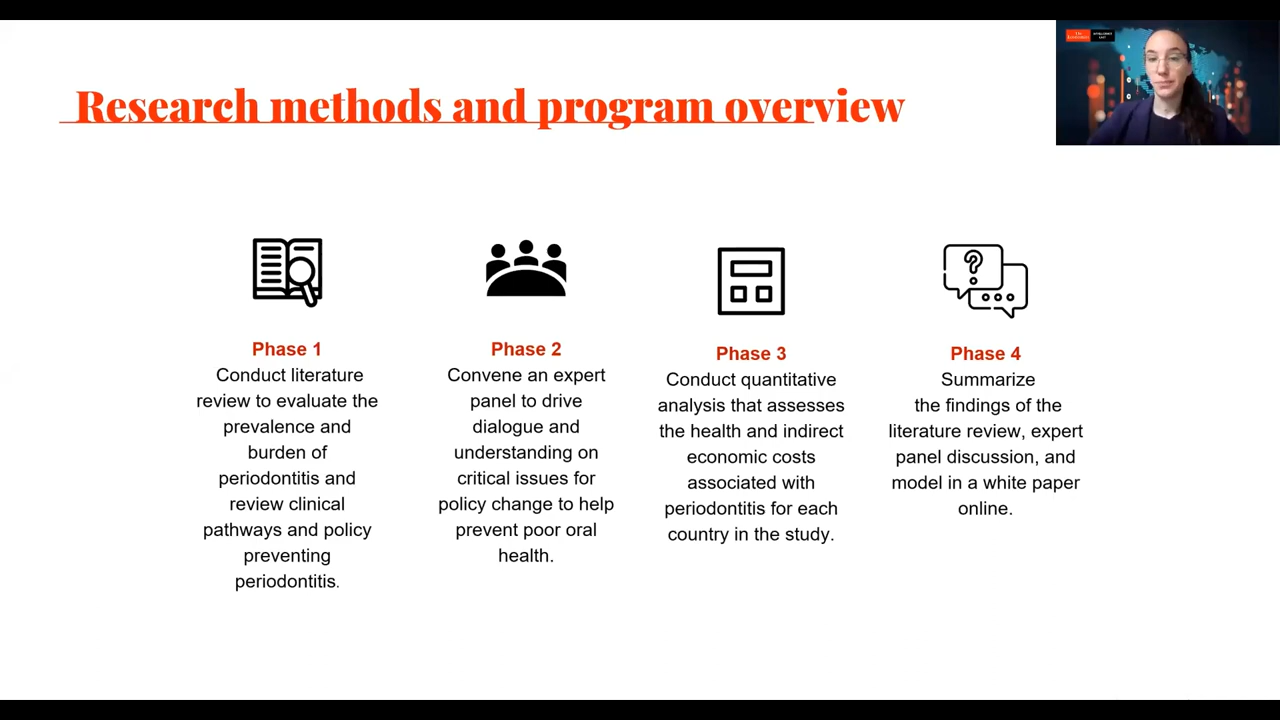 Research methods and program overview
Phase 1
Conduct literature
review to evaluate the
prevalence and
burden of
periodontitis and
review clinical
pathways and policy
preventing
periodontitis.
Phase 2
Convene an expert
panel to drive
dialogue and
understanding on
critical issues for
policy change to help
prevent poor oral
health.
Phase 3
Conduct quantitative
analysis that assesses
the health and indirect
economic costs
associated with
periodontitis for each
country in the study.
Phase 4
Summarize
the findings of the
literature review, expert
panel discussion, and
model in a white paper
online.